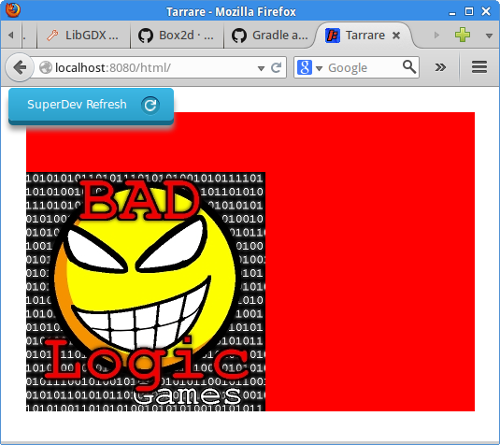 Tarrare - Mozilla Firefox
LibGDX ...
Box2d · ...
Gradle a...
Tarrare
localhost:8080/html/
Google
SuperDev Refresh
BAD
Logic
Games